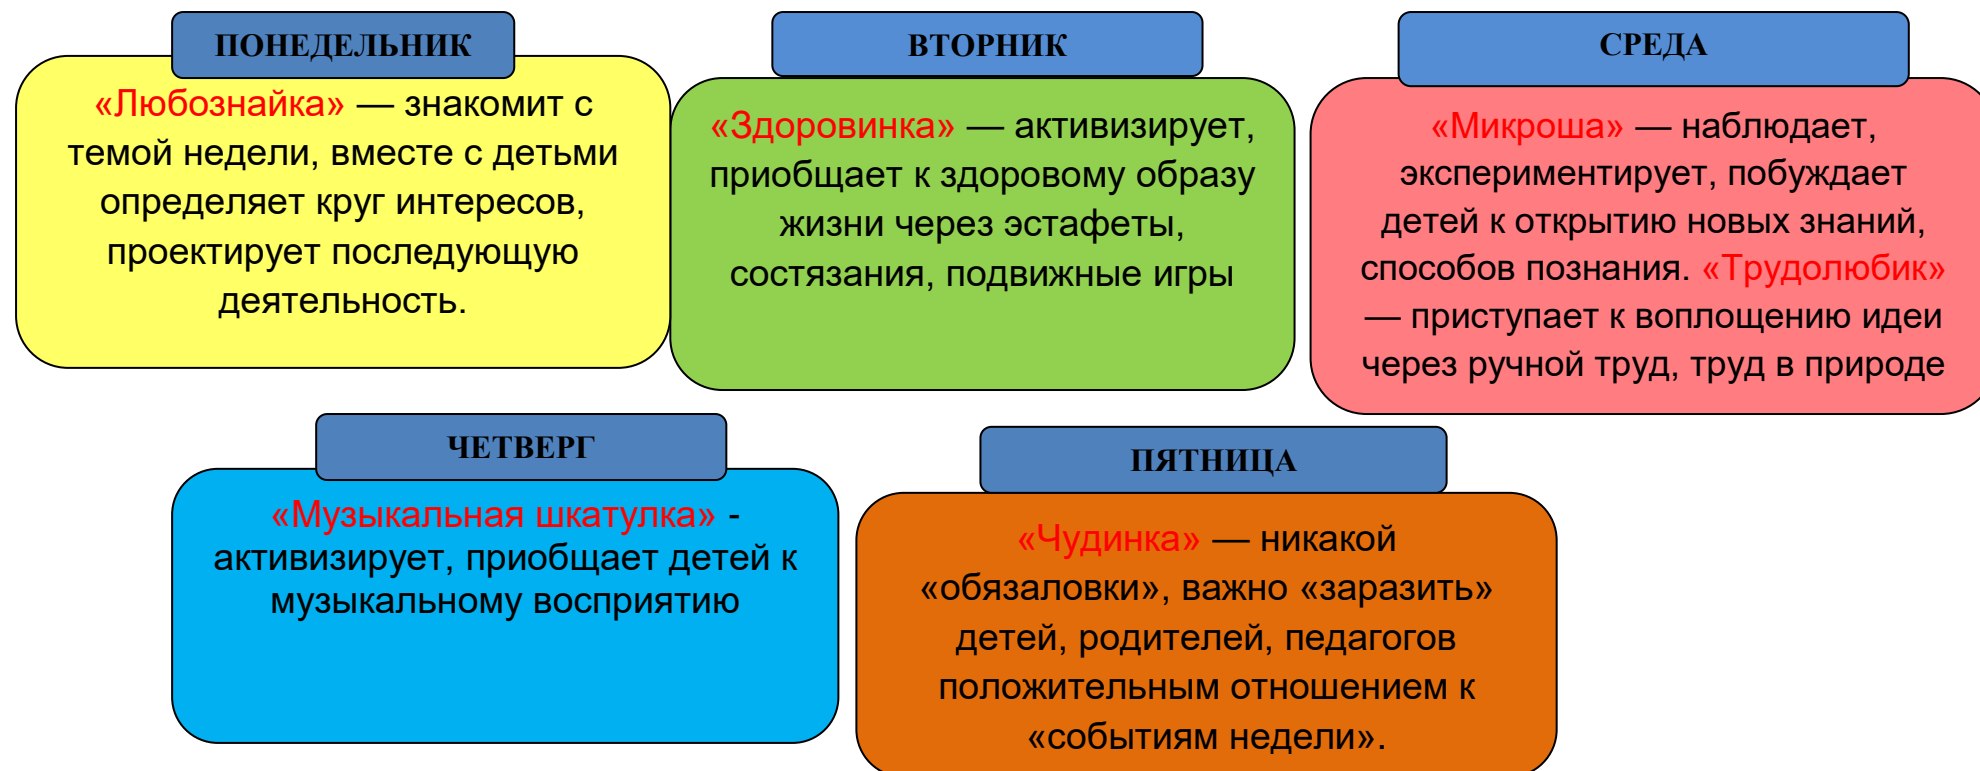 ПОНЕДЕЛЬНИК
«Любознайка» — знакомит с
темой недели, вместе с детьми
определяет круг интересов,
проектирует последующую
деятельность.
ВТОРНИК
«Здоровинка» — активизирует,
приобщает к здоровому образу
жизни через эстафеты,
состязания, подвижные игры
СРЕДА
«Микроша» — наблюдает,
экспериментирует, побуждает
детей к открытию новых знаний,
способов познания. «Трудолюбик»
— приступает к воплощению идеи
через ручной труд, труд в природе
ЧЕТВЕРГ
«Музыкальная шкатулка» -
активизирует, приобщает детей к
музыкальному восприятию
ПЯТНИЦА
«Чудинка» — никакой
«обязаловки», важно «заразить»
детей, родителей, педагогов
положительным отношением к
«событиям недели».